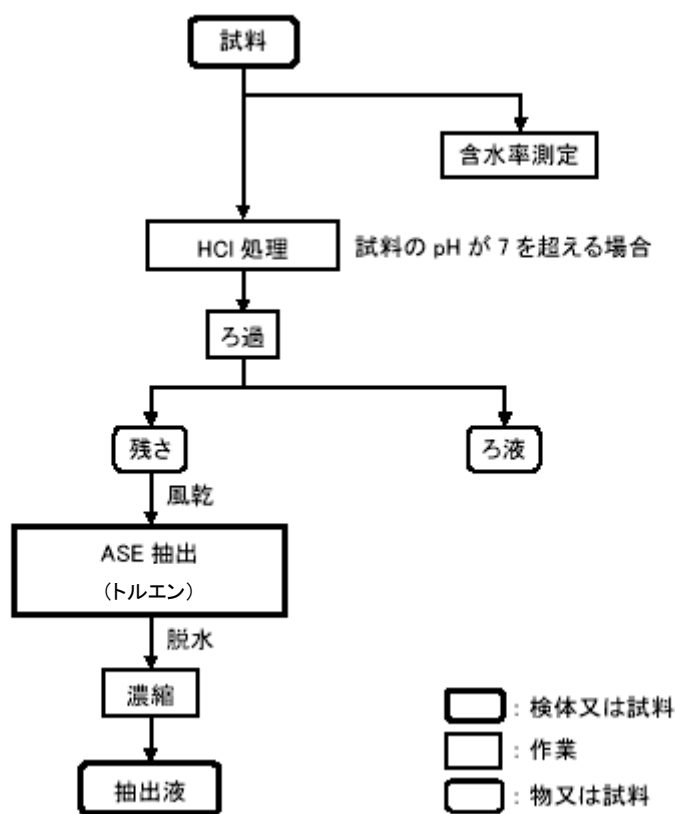 試料
含水率測定
HCl 処理
試料の pH が 7 を超える場合
ろ過
残さ
ろ液
風乾
ASE 抽出
(トルエン)
脱水
濃縮
抽出液
: 検体又は試料
: 作業
: 物又は試料